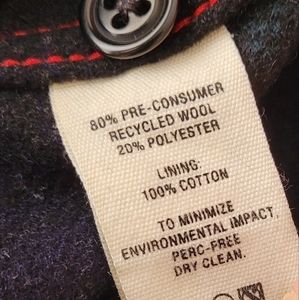 80% PRE-CONSUMER
RECYCLED WOOL
20% POLYESTER
LINING:
100% COTTON
TO MINIMIZE
ENVIRONMENTAL IMPACT,
PERC-FREE
DRY CLEAN.